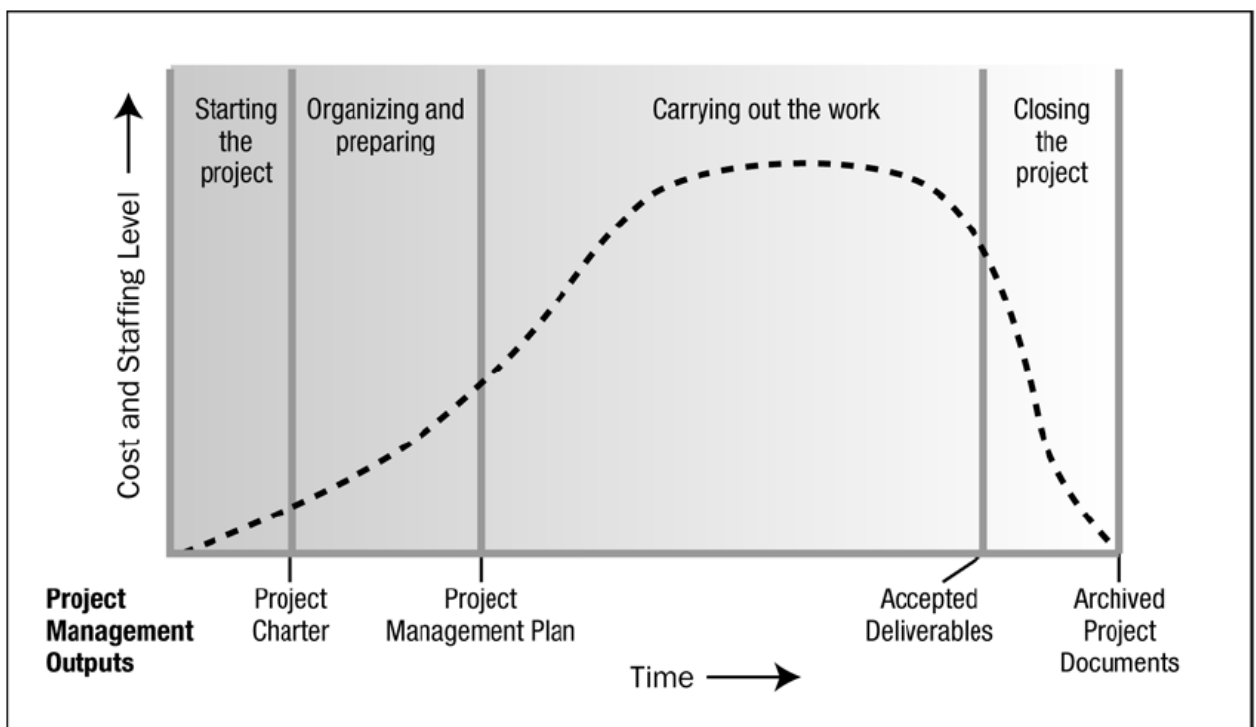 Starting
the
project
Organizing and
preparing
Carrying out the work
Closing
the
project
Cost and Staffing Level
Project
Management
Outputs
Project
Charter
Project
Management Plan
Accepted
Deliverables
Archived
Project
Documents
Time